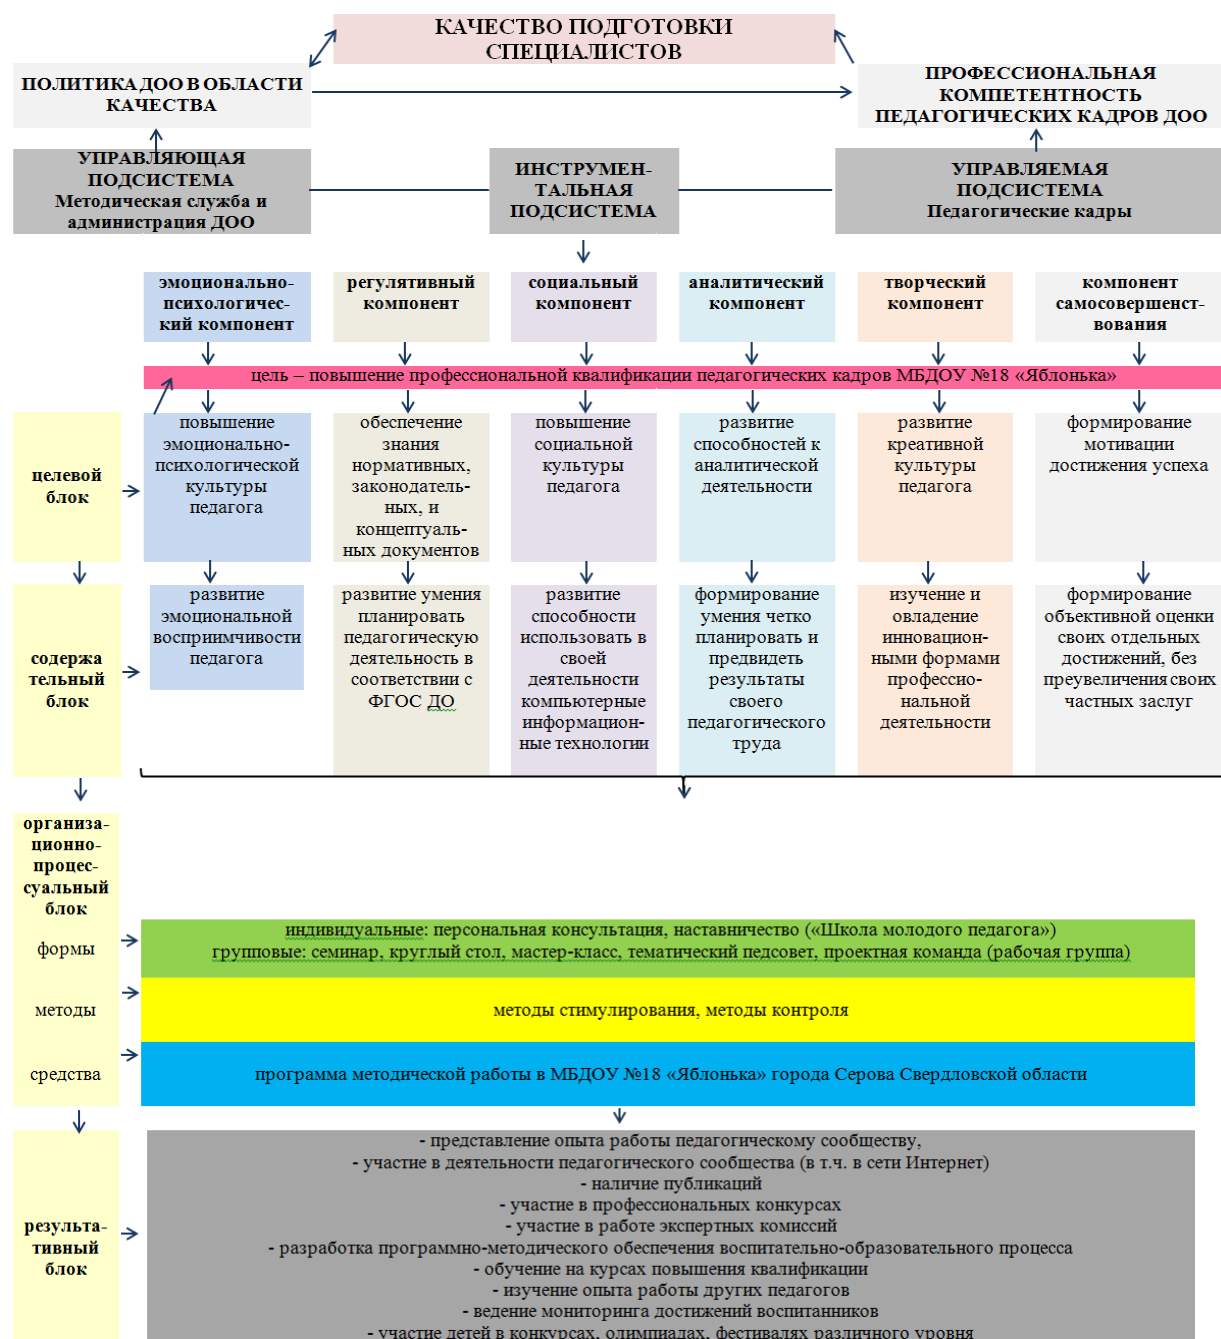 КАЧЕСТВО ПОДГОТОВКИ
СПЕЦИАЛИСТОВ
ПОЛИТИКА ДОО В ОБЛАСТИ
КАЧЕСТВА
ПРОФЕССИОНАЛЬНАЯ
КОМПЕТЕНТНОСТЬ
ПЕДАГОГИЧЕСКИХ КАДРОВ ДОО
УПРАВЛЯЮЩАЯ
ПОДСИСТЕМА
Методическая служба и
администрация ДОО
ИНСТРУМЕН-
ТАЛЬНАЯ
ПОДСИСТЕМА
УПРАВЛЯЕМАЯ
ПОДСИСТЕМА
Педагогические кадры
эмоционально-
психологичес-
кий компонент
регулятивный
компонент
социальный
компонент
аналитический
компонент
творческий
компонент
компонент
самосовершенст-
вования
цель – повышение профессиональной квалификации педагогических кадров МБДОУ №18 «Яблонька»
целевой
блок
повышение
эмоционально-
психологической
культуры
педагога
обеспечение
знания
нормативных,
законодатель-
ных, и
концептуаль-
ных документов
повышение
социальной
культуры
педагога
развитие
способностей к
аналитической
деятельности
развитие
креативной
культуры
педагога
формирование
мотивации
достижения успеха
содержа
тельный
блок
развитие
эмоциональной
восприимчивости
педагога
развитие умения
планировать
педагогическую
деятельность в
соответствии с
ФГОС ДО
развитие
способности
использовать в
своей
деятельности
компьютерные
информацион-
ные технологии
формирование
умения четко
планировать и
предвидеть
результаты
своего
педагогического
труда
изучение и
овладение
инновацион-
ными формами
профессио-
нальной
деятельности
формирование
объективной оценки
своих отдельных
достижений, без
преувеличения своих
частных заслуг
организа-
ционно-
процес-
суальный
блок
формы
индивидуальные: персональная консультация, наставничество («Школа молодого педагога»)
групповые: семинар, круглый стол, мастер-класс, тематический педсовет, проектная команда (рабочая группа)
методы
методы стимулирования, методы контроля
средства
программа методической работы в МБДОУ №18 «Яблонька» города Серова Свердловской области
результа-
тивный
блок
- представление опыта работы педагогическому сообществу,
- участие в деятельности педагогического сообщества (в т.ч. в сети Интернет)
- наличие публикаций
- участие в профессиональных конкурсах
- участие в работе экспертных комиссий
- разработка программно-методического обеспечения воспитательно-образовательного процесса
- обучение на курсах повышения квалификации
- изучение опыта работы других педагогов
- ведение мониторинга достижений воспитанников
- участие детей в конкурсах, олимпиадах, фестивалях различного уровня